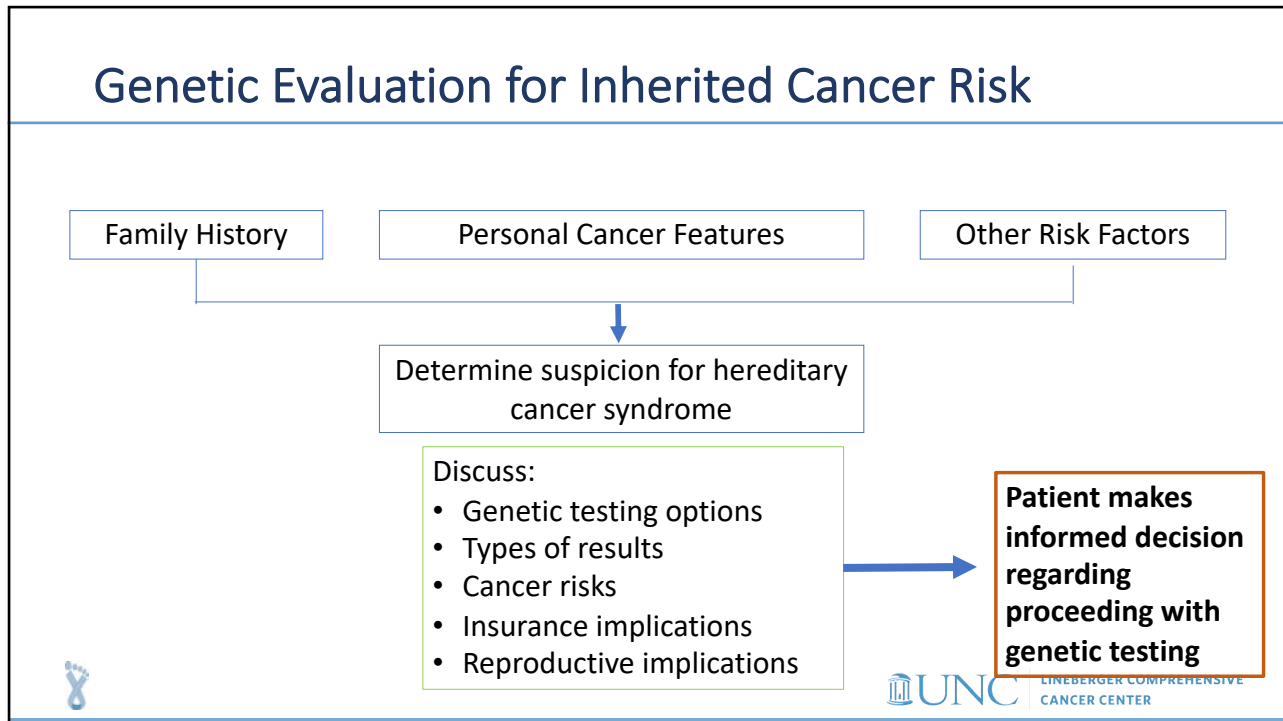 Genetic Evaluation for Inherited Cancer Risk
Family History
Personal Cancer Features
Other Risk Factors
Determine suspicion for hereditary
cancer syndrome
Discuss:
• Genetic testing options
• Types of results
• Cancer risks
• Insurance implications
• Reproductive implications
Patient makes
informed decision
regarding
proceeding with
genetic testing
UNC
LINEBERGER COMPREHENSIVE
CANCER CENTER